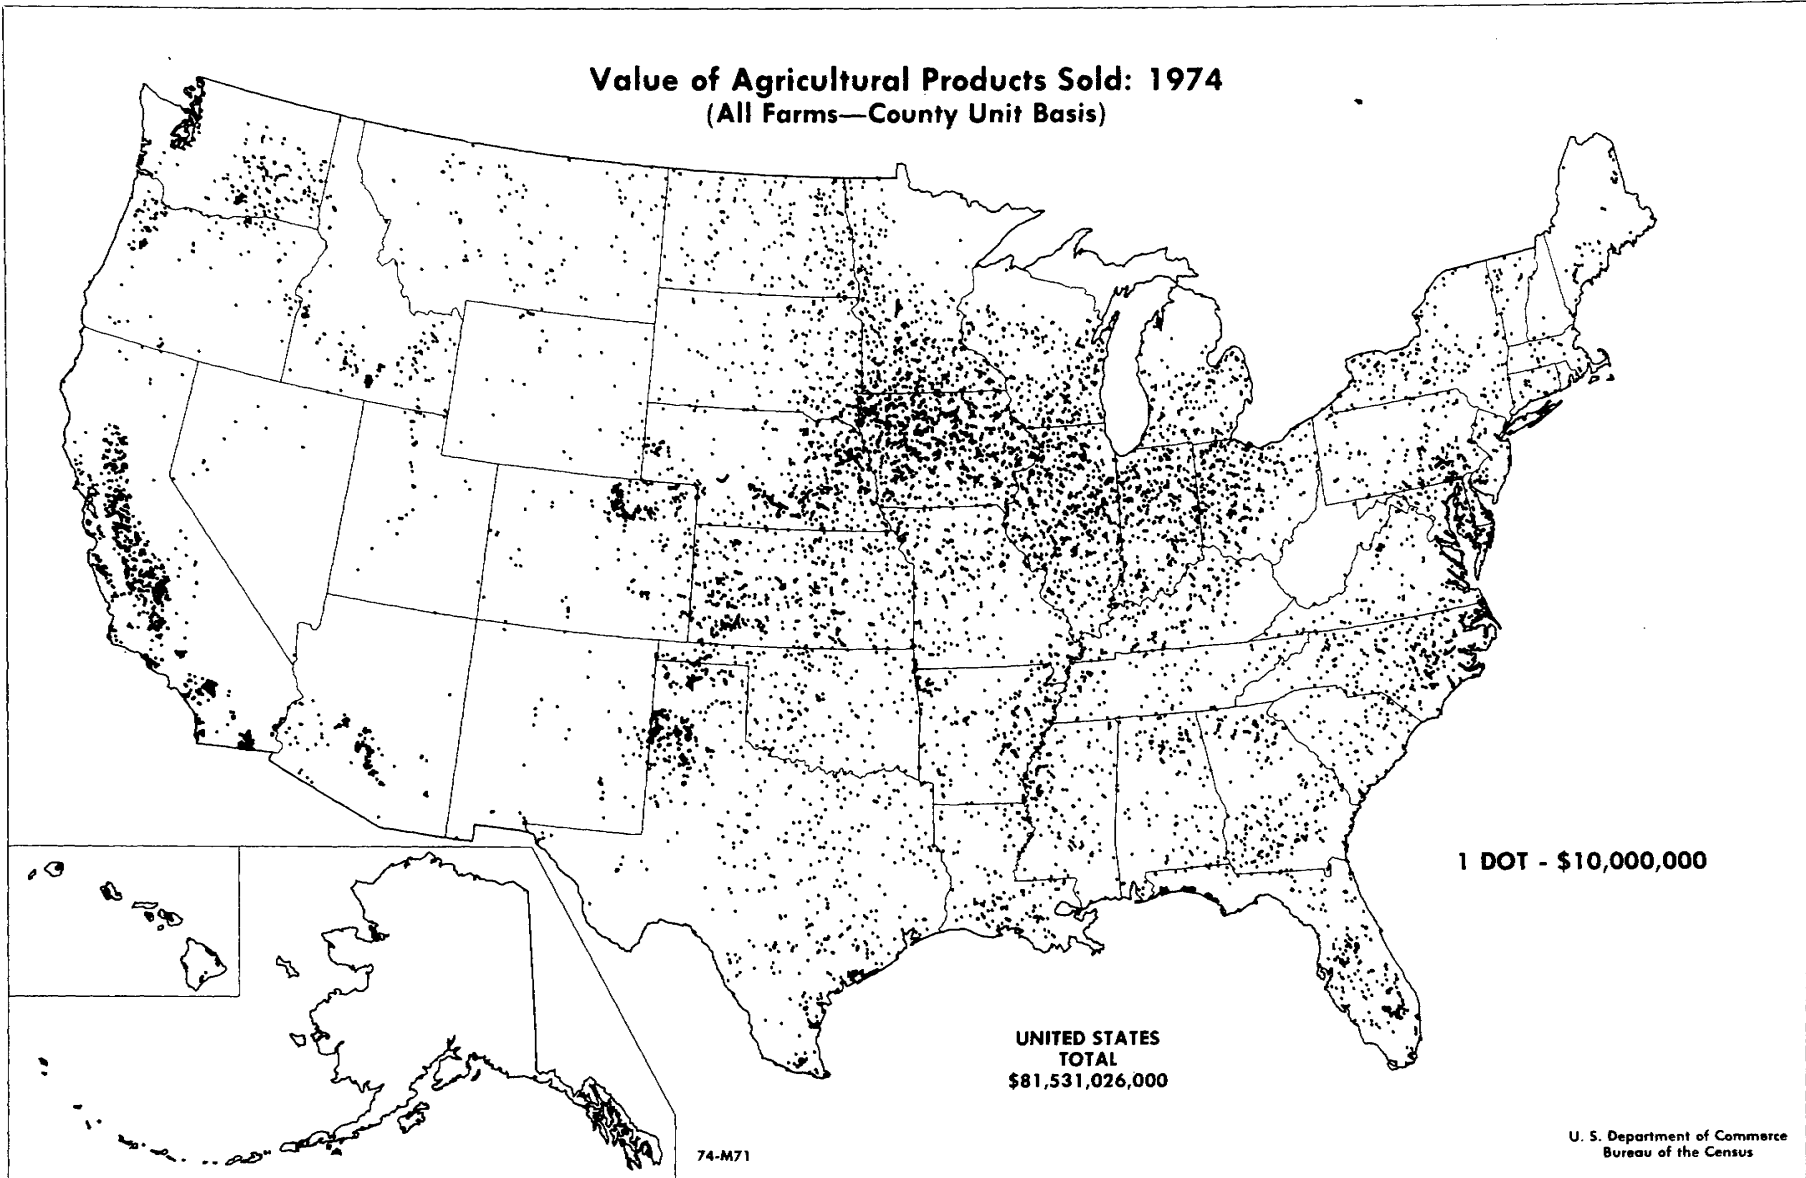 Value of Agricultural Products Sold: 1974
(All Farms—County Unit Basis)
1 DOT - $10,000,000
UNITED STATES
TOTAL
$81,531,026,000
74-M71
U. S. Department of Commerce
Bureau of the Census